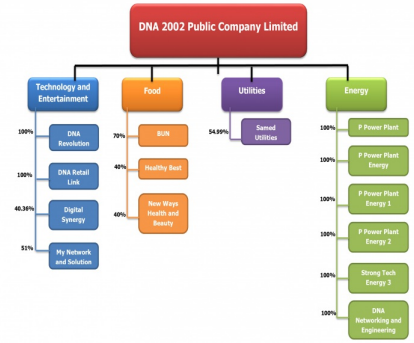 DNA 2002 Public Company Limited
Technology and
Entertainment
Food
Utilities
Energy
100%
DNA
Revolution
100%
DNA Retail
Link
40.36%
Digital
Synergy
51%
My Network
and Solution
70%
BUN
40%
Healthy Best
40%
New Ways
Health and
Beauty
54.99%
Samed
Utilities
100%
P Power Plant
100%
P Power Plant
Energy
100%
P Power Plant
Energy 1
100%
P Power Plant
Energy 2
100%
Strong Tech
Energy 3
100%
DNA
Networking and
Engineering